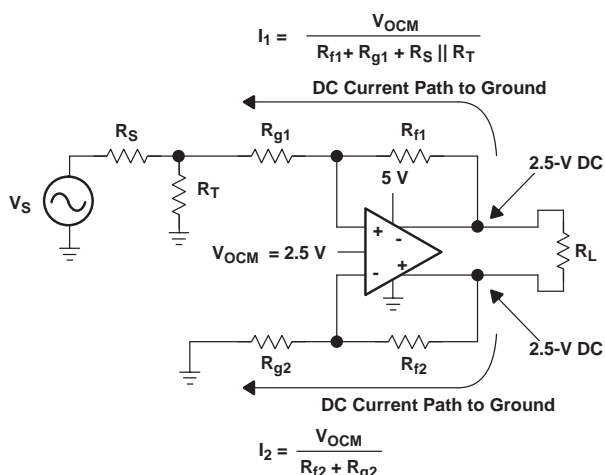 I1 = VOCM / Rf1+ Rg1 + RS || RT
DC Current Path to Ground
RS
Rg1
Rf1
2.5-V DC
5 V
VS
RT
+
-
RL
VOCM = 2.5 V
-
+
Rg2
Rf2
2.5-V DC
DC Current Path to Ground
I2 = VOCM / Rf2 + Rg2